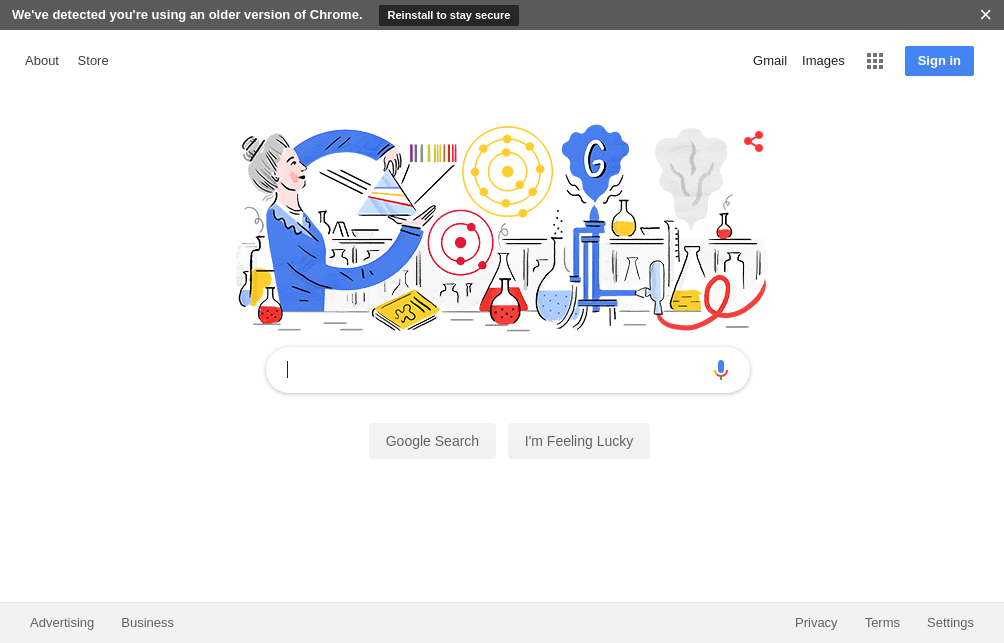 We've detected you're using an older version of Chrome. Reinstall to stay secure
About Store Gmail Images Sign in
G
Google Search I'm Feeling Lucky
Advertising Business Privacy Terms Settings